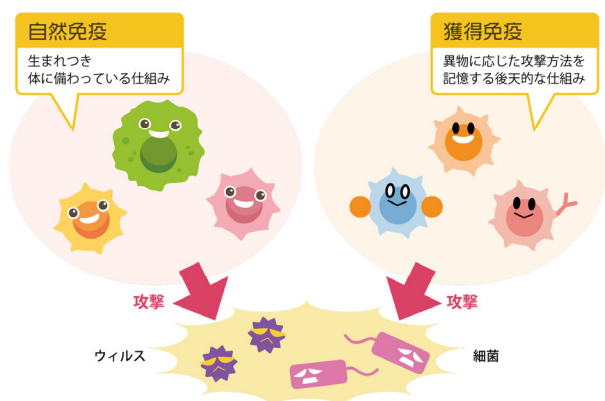 自然免疫
生まれつき
体に備わっている仕組み
獲得免疫
異物に応じた攻撃方法を
記憶する後天的な仕組み
攻撃
攻撃
ウィルス
細菌